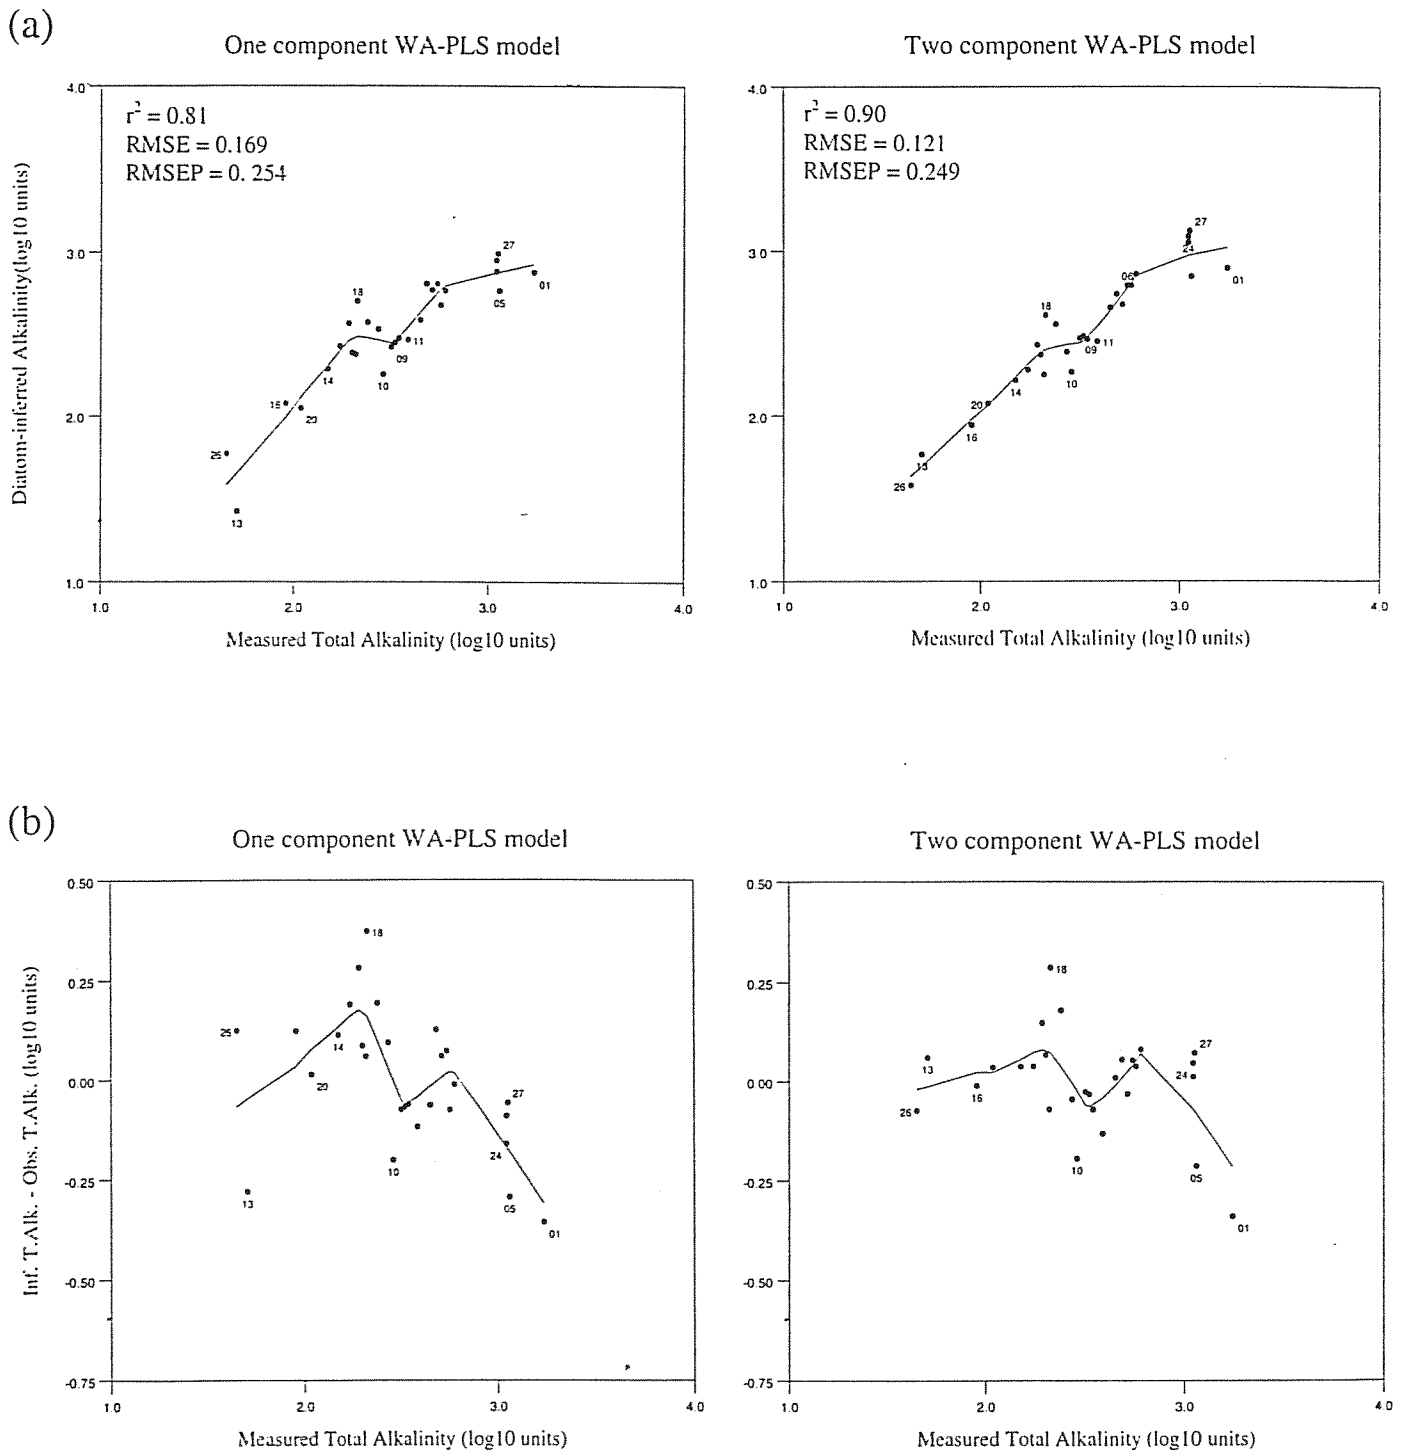 (a)
One component WA-PLS model
4.0
r² = 0.81
RMSE = 0.169
RMSEP = 0. 254
3.0
2.0
1.0
Diatom-inferred Alkalinity(log10 units)
27
01
05
18
11
09
10
14
16
20
26
13
1.0 2.0 3.0 4.0
Measured Total Alkalinity (log10 units)
Two component WA-PLS model
4.0
r² = 0.90
RMSE = 0.121
RMSEP = 0.249
3.0
2.0
1.0
27
24
01
06
18
11
09
10
14
20
16
13
26
1.0 2.0 3.0 4.0
Measured Total Alkalinity (log10 units)
(b)
One component WA-PLS model
0.50
0.25
0.00
-0.25
-0.50
-0.75
Inf. T.Alk. - Obs. T.Alk. (log10 units)
18
14
20
13
10
27
24
05
01
1.0 2.0 3.0 4.0
Measured Total Alkalinity (log10 units)
Two component WA-PLS model
0.50
0.25
0.00
-0.25
-0.50
-0.75
18
27
24
13
16
26
10
05
01
1.0 2.0 3.0 4.0
Measured Total Alkalinity (log10 units)